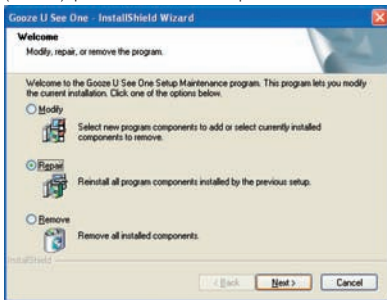 Gooze U See One - InstallShield Wizard
Welcome
Modify, repair, or remove the program.
Welcome to the Gooze U See One Setup Maintenance program. This program lets you modify
the current installation. Click one of the options below.
Modify
Select new program components to add or select currently installed
components to remove.
Repair
Reinstall all program components installed by the previous setup.
Remove
Remove all installed components.
InstallShield
< Back Next > Cancel